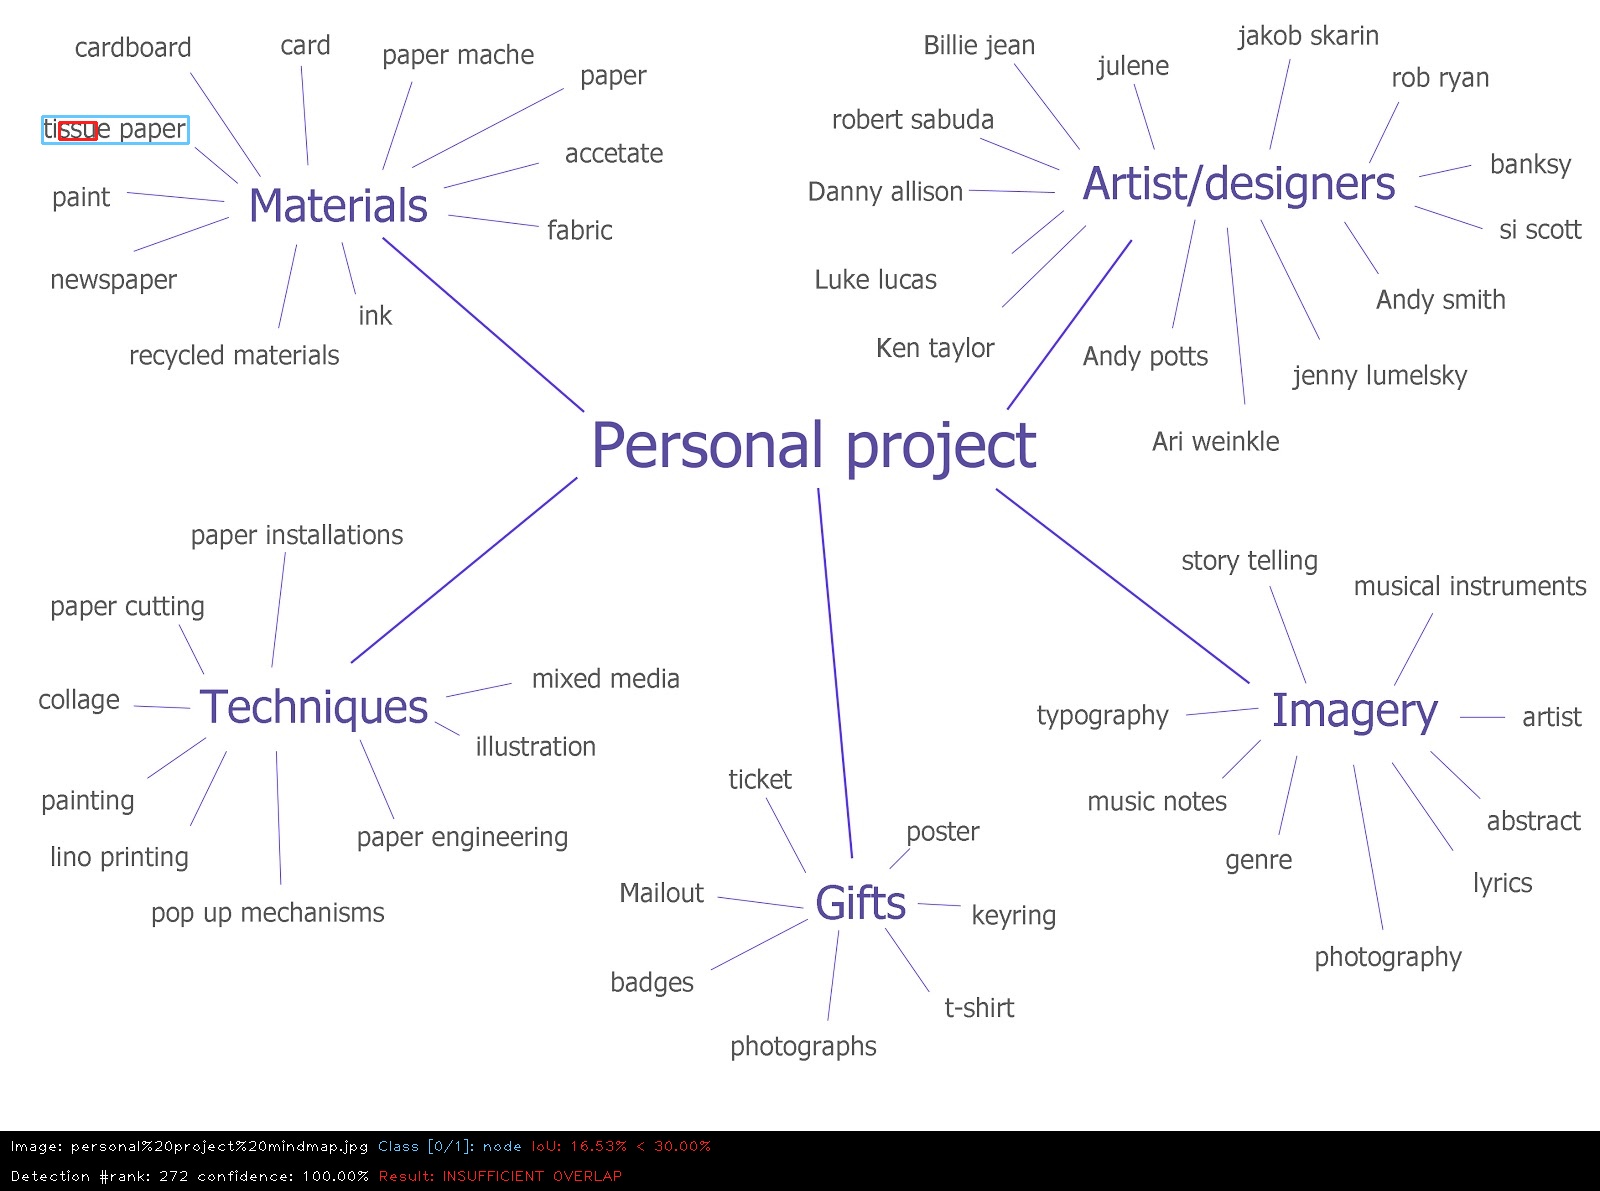 cardboard
card
paper mache
paper
tissue paper
accetate
paint
Materials
fabric
newspaper
ink
recycled materials
Billie jean
julene
jakob skarin
rob ryan
robert sabuda
banksy
Danny allison
Artist/designers
si scott
Luke lucas
Andy smith
Ken taylor
Andy potts
jenny lumelsky
Ari weinkle
Personal project
paper installations
paper cutting
mixed media
collage
Techniques
illustration
painting
paper engineering
lino printing
pop up mechanisms
ticket
poster
Mailout
Gifts
keyring
badges
t-shirt
photographs
story telling
musical instruments
typography
Imagery
artist
music notes
abstract
genre
lyrics
photography
Image: personal%20project%20mindmap.jpg Class [0/1]: node IoU: 16.53% < 30.00%
Detection #rank: 272 confidence: 100.00% Result: INSUFFICIENT OVERLAP